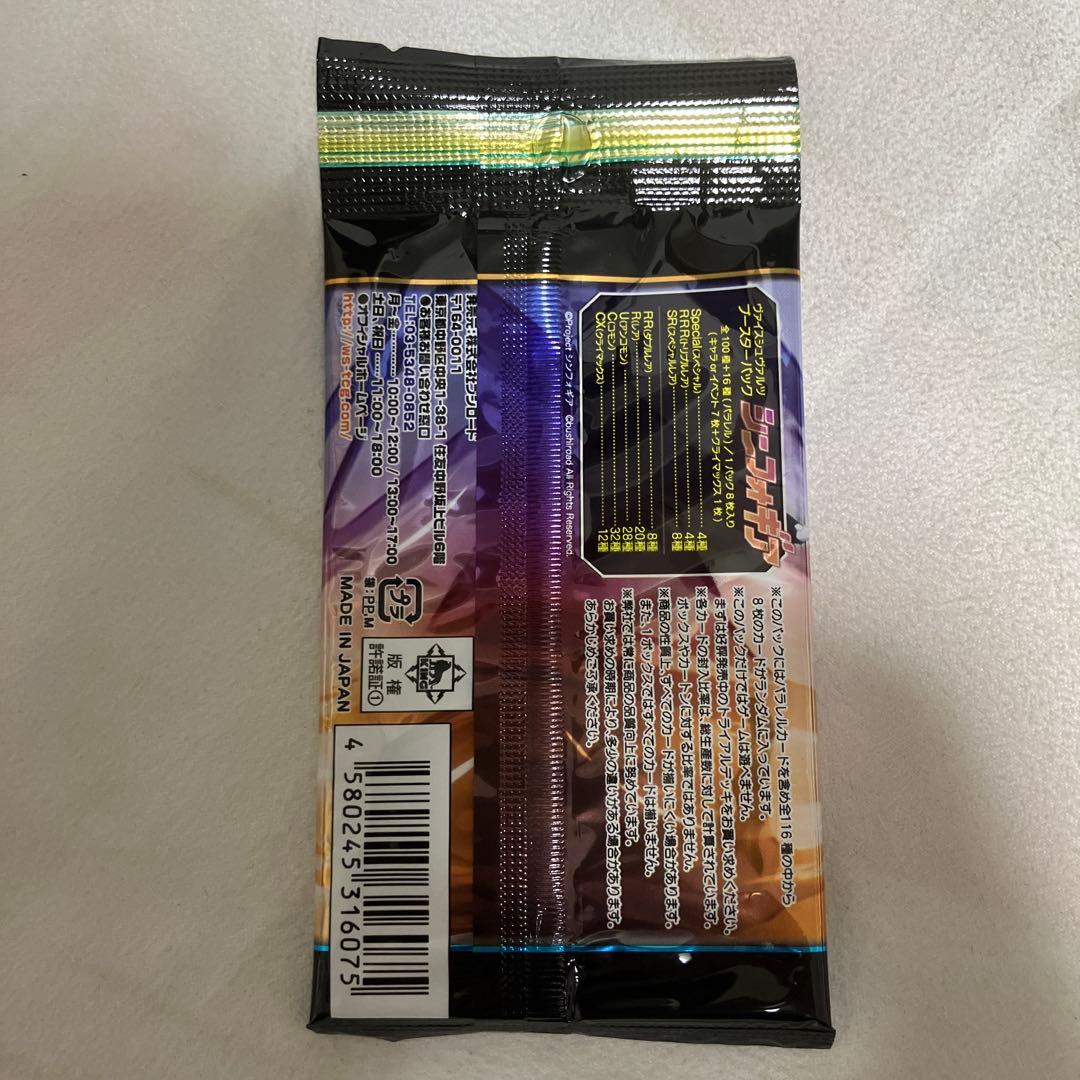 ヴァイスシュヴァルツ
ブースターパック
シンフォギア
全100種+16種(パラレル)/1パック8枚入り
(キャラorイベント7枚+クライマックス1枚)
Special(スペシャル)………4種
RRR(トリプルレア)………4種
SR(スペシャルレア)………8種
RR(ダブルレア)………8種
R(レア)………20種
U(アンコモン)………28種
C(コモン)………32種
CX(クライマックス)………12種
©Project シンフォギア ©bushiroad All Rights Reserved.
※このパックにはパラレルカードを含め全116種の中から
8枚のカードがランダムに入っています。
※このパックだけではゲームは遊べません。
まずは好評発売中のトライアルデッキをお買い求めください。
※各カードの封入比率は、総生産数に対して計算されています。
ボックスやカートンに対する比率ではありません。
※商品の性質上、すべてのカードが揃いにくい場合があります。
また、1ボックスではすべてのカードは揃いません。
※弊社では常に商品の品質向上に努めています。
お買い求めの時期により、多少の違いがある場合があります。
あらかじめご了承ください。
発売元:株式会社ブシロード
〒164-0011
東京都中野区中央1-38-1 住友中野坂上ビル6階
●お客様お問い合わせ窓口
TEL:03-5348-0852
月~金………10:00~12:00/13:00~17:00
土日・祝日………11:00~18:00
●オフィシャルホームページ
http://ws-tcg.com/
プラ
袋:PP,M
MADE IN JAPAN
KING
版権
許諾証①
4 580245 316075